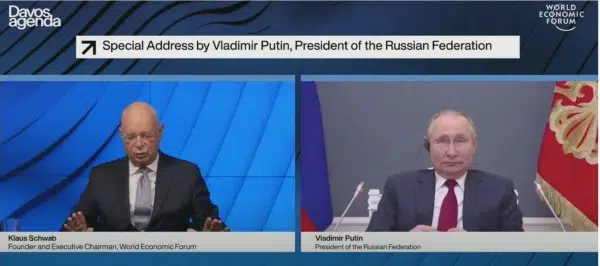 Davos
agenda
WORLD
ECONOMIC
FORUM
Special Address by Vladimir Putin, President of the Russian Federation
Klaus Schwab
Founder and Executive Chairman, World Economic Forum
Vladimir Putin
President of the Russian Federation